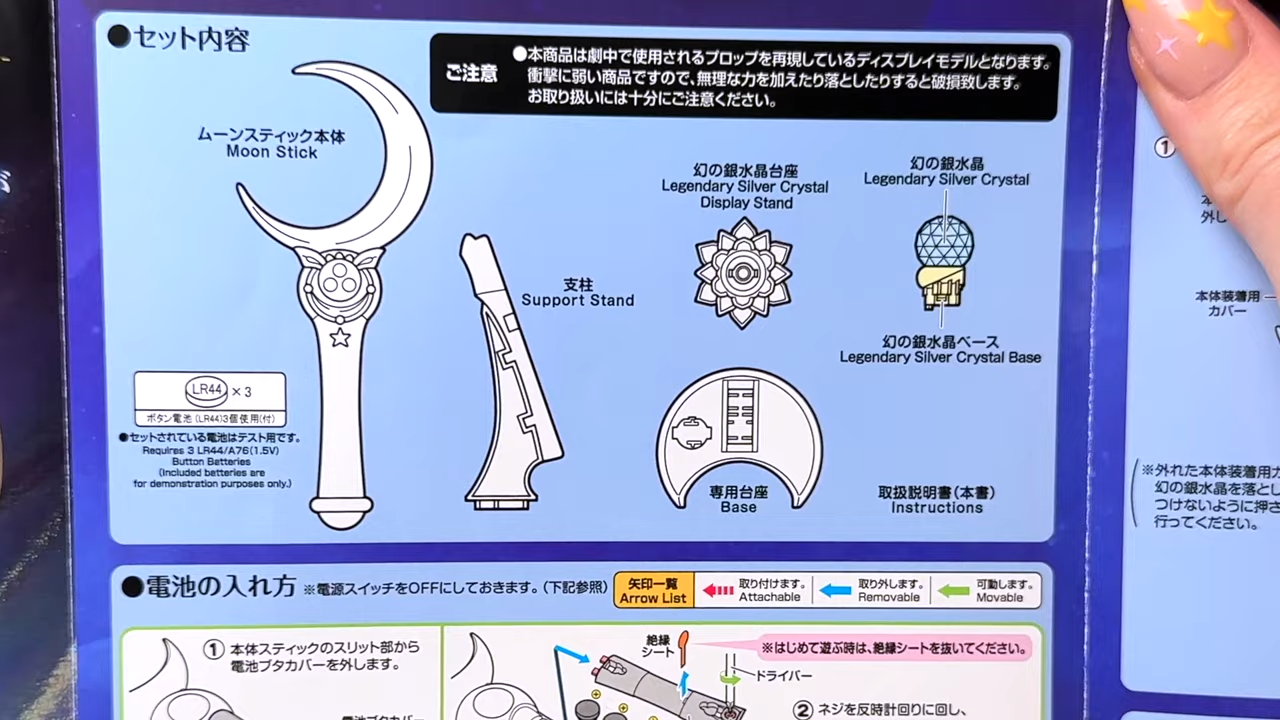 ●セット内容
ご注意
●本商品は劇中で使用されるプロップを再現しているディスプレイモデルとなります。
衝撃に弱い商品ですので、無理な力を加えたり落としたりすると破損致します。
お取り扱いには十分にご注意ください。
ムーンスティック本体
Moon Stick
幻の銀水晶台座
Legendary Silver Crystal
Display Stand
幻の銀水晶
Legendary Silver Crystal
支柱
Support Stand
幻の銀水晶ベース
Legendary Silver Crystal Base
LR44 ×3
ボタン電池(LR44)3個使用(付)
●セットされている電池はテスト用です。
Requires 3 LR44/A76(1.5V)
Button Batteries
(Included batteries are
for demonstration purposes only.)
専用台座
Base
取扱説明書(本書)
Instructions
●電池の入れ方 ※電源スイッチをOFFにしておきます。(下記参照)
矢印一覧
Arrow List
取り付けます。
Attachable
取り外します。
Removable
可動します。
Movable
① 本体スティックのスリット部から
電池ブタカバーを外します。
電池ブタカバー
絶縁
シート
※はじめて遊ぶ時は、絶縁シートを抜いてください。
ドライバー
② ネジを反時計回りに回し、
①
外し
本体装着用
カバー
※外れた本体装着用カ
幻の銀水晶を落とし
つけないように押さ
行ってください。